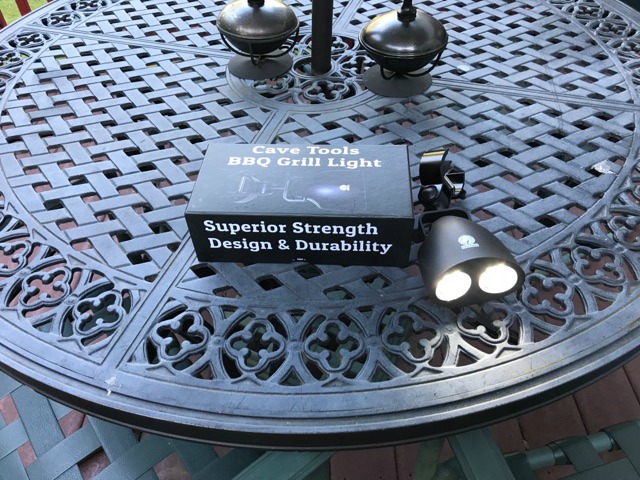 Cave Tools
BBQ Grill Light
Superior Strength
Design & Durability